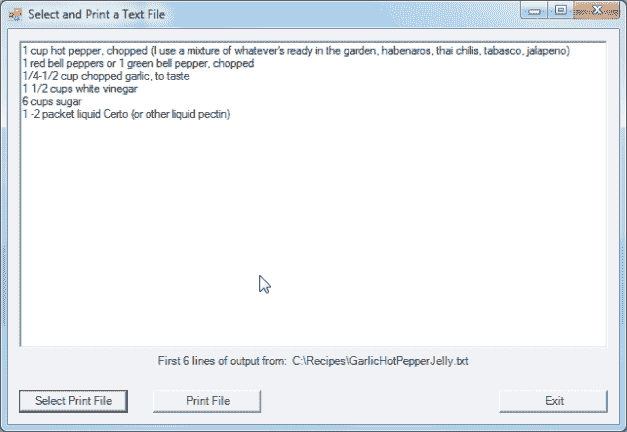 Select and Print a Text File
1 cup hot pepper, chopped (I use a mixture of whatever's ready in the garden, habenaros, thai chilis, tabasco, jalapeno)
1 red bell peppers or 1 green bell pepper, chopped
1/4-1/2 cup chopped garlic, to taste
1 1/2 cups white vinegar
6 cups sugar
1 -2 packet liquid Certo (or other liquid pectin)
First 6 lines of output from: C:\Recipes\GarlicHotPepperJelly.txt
Select Print File
Print File
Exit